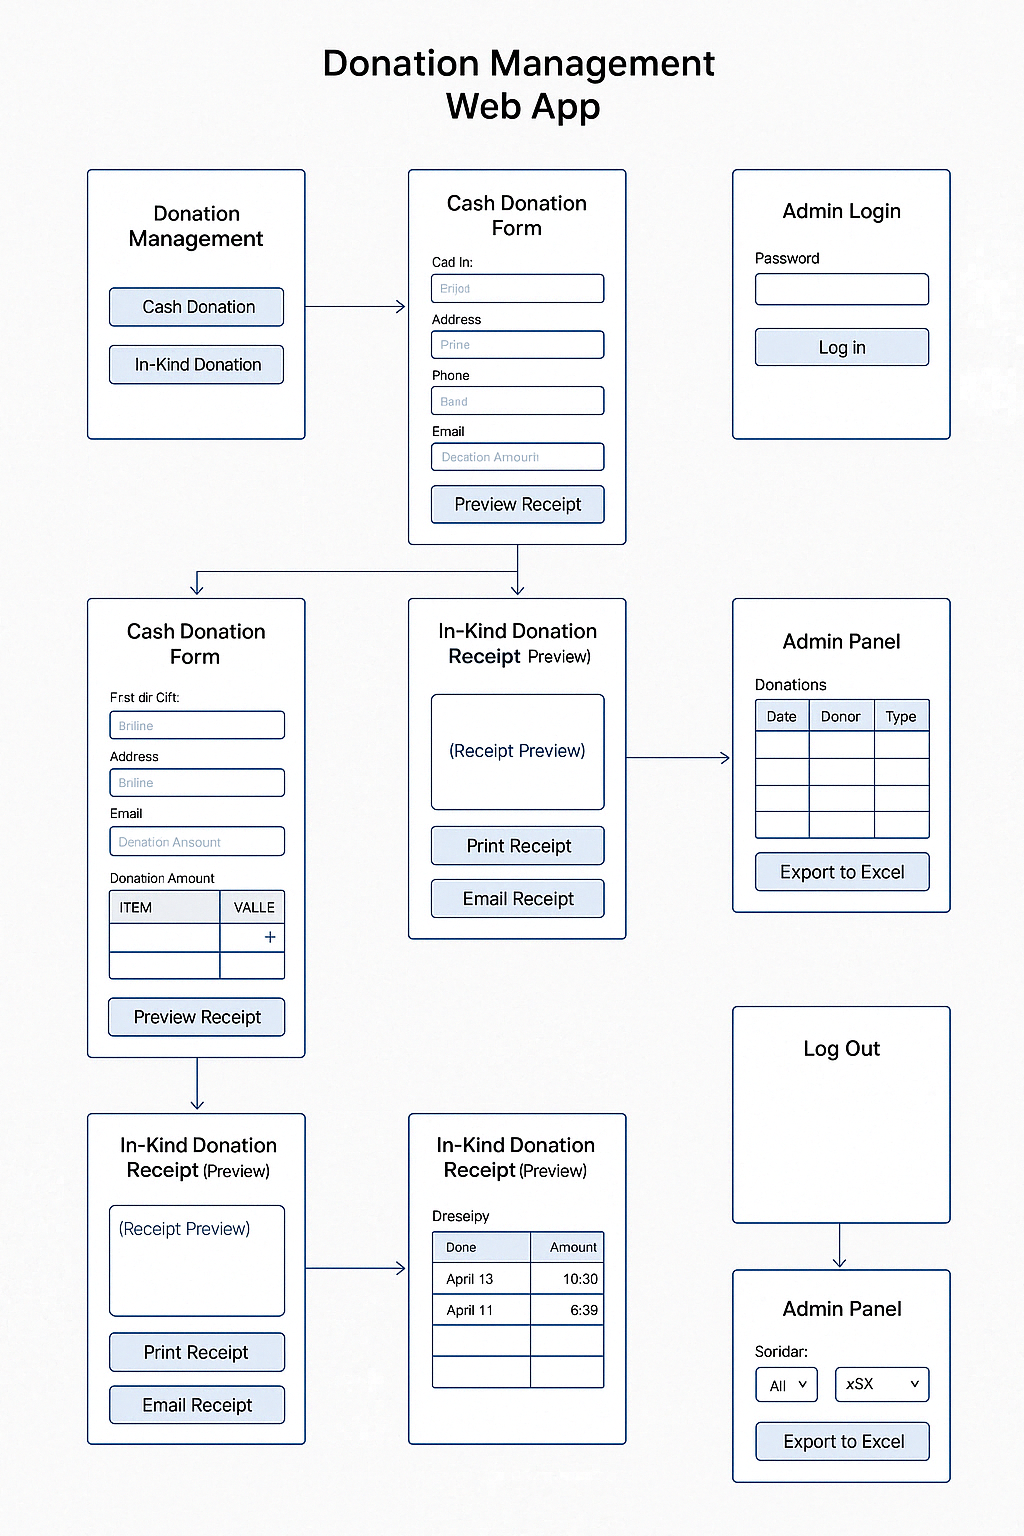 Donation Management
Web App
Donation
Management
Cash Donation
In-Kind Donation
Cash Donation
Form
Cad In:
Erijod
Address
Prine
Phone
Band
Email
Decation Amourit
Preview Receipt
Admin Login
Password
Log in
Cash Donation
Form
Frst dir Cift:
Briline
Address
Bniline
Email
Denation Ansount
Donation Amount
ITEM VALLE
+
Preview Receipt
In-Kind Donation
Receipt Preview)
(Receipt Preview)
Print Receipt
Email Receipt
Admin Panel
Donations
Date Donor Type
Export to Excel
Log Out
In-Kind Donation
Receipt (Preview)
(Receipt Preview)
Print Receipt
Email Receipt
In-Kind Donation
Receipt (Preview)
Dreseipy
Done Amount
April 13 10:30
April 11 6:39
Admin Panel
Soridar:
All xSX
Export to Excel